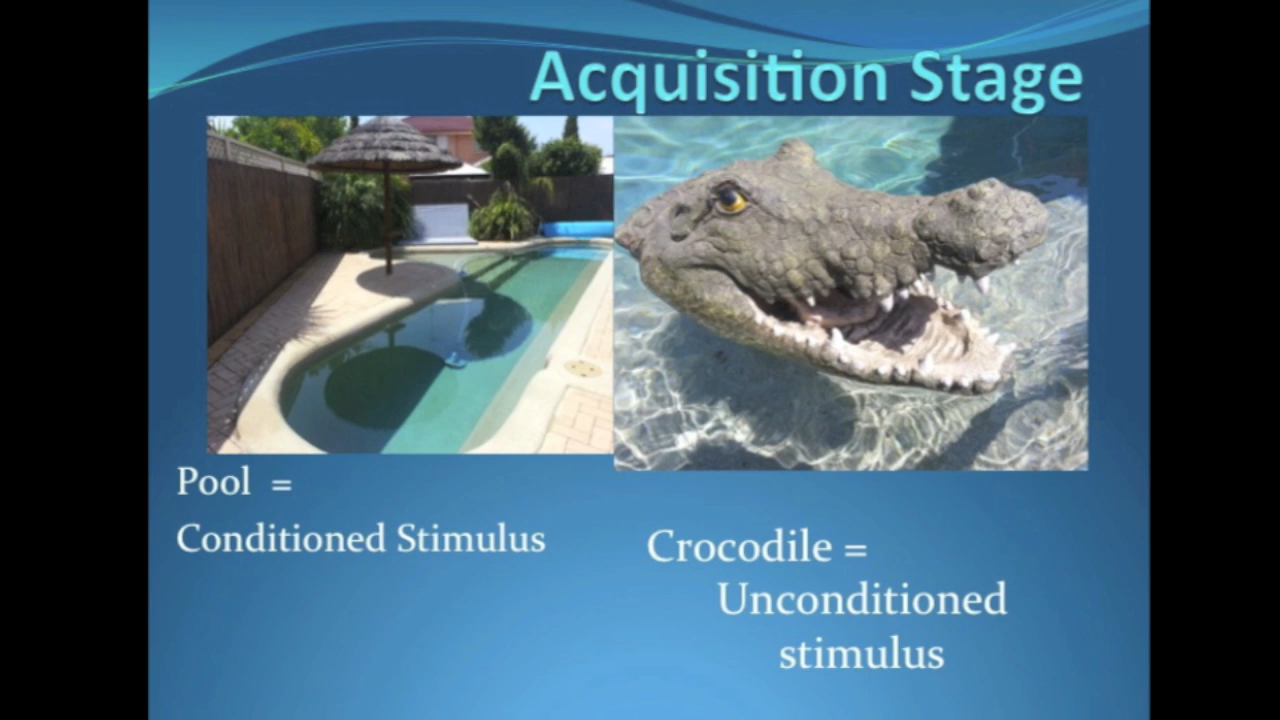 Acquisition Stage
Pool =
Conditioned Stimulus
Crocodile =
Unconditioned
stimulus